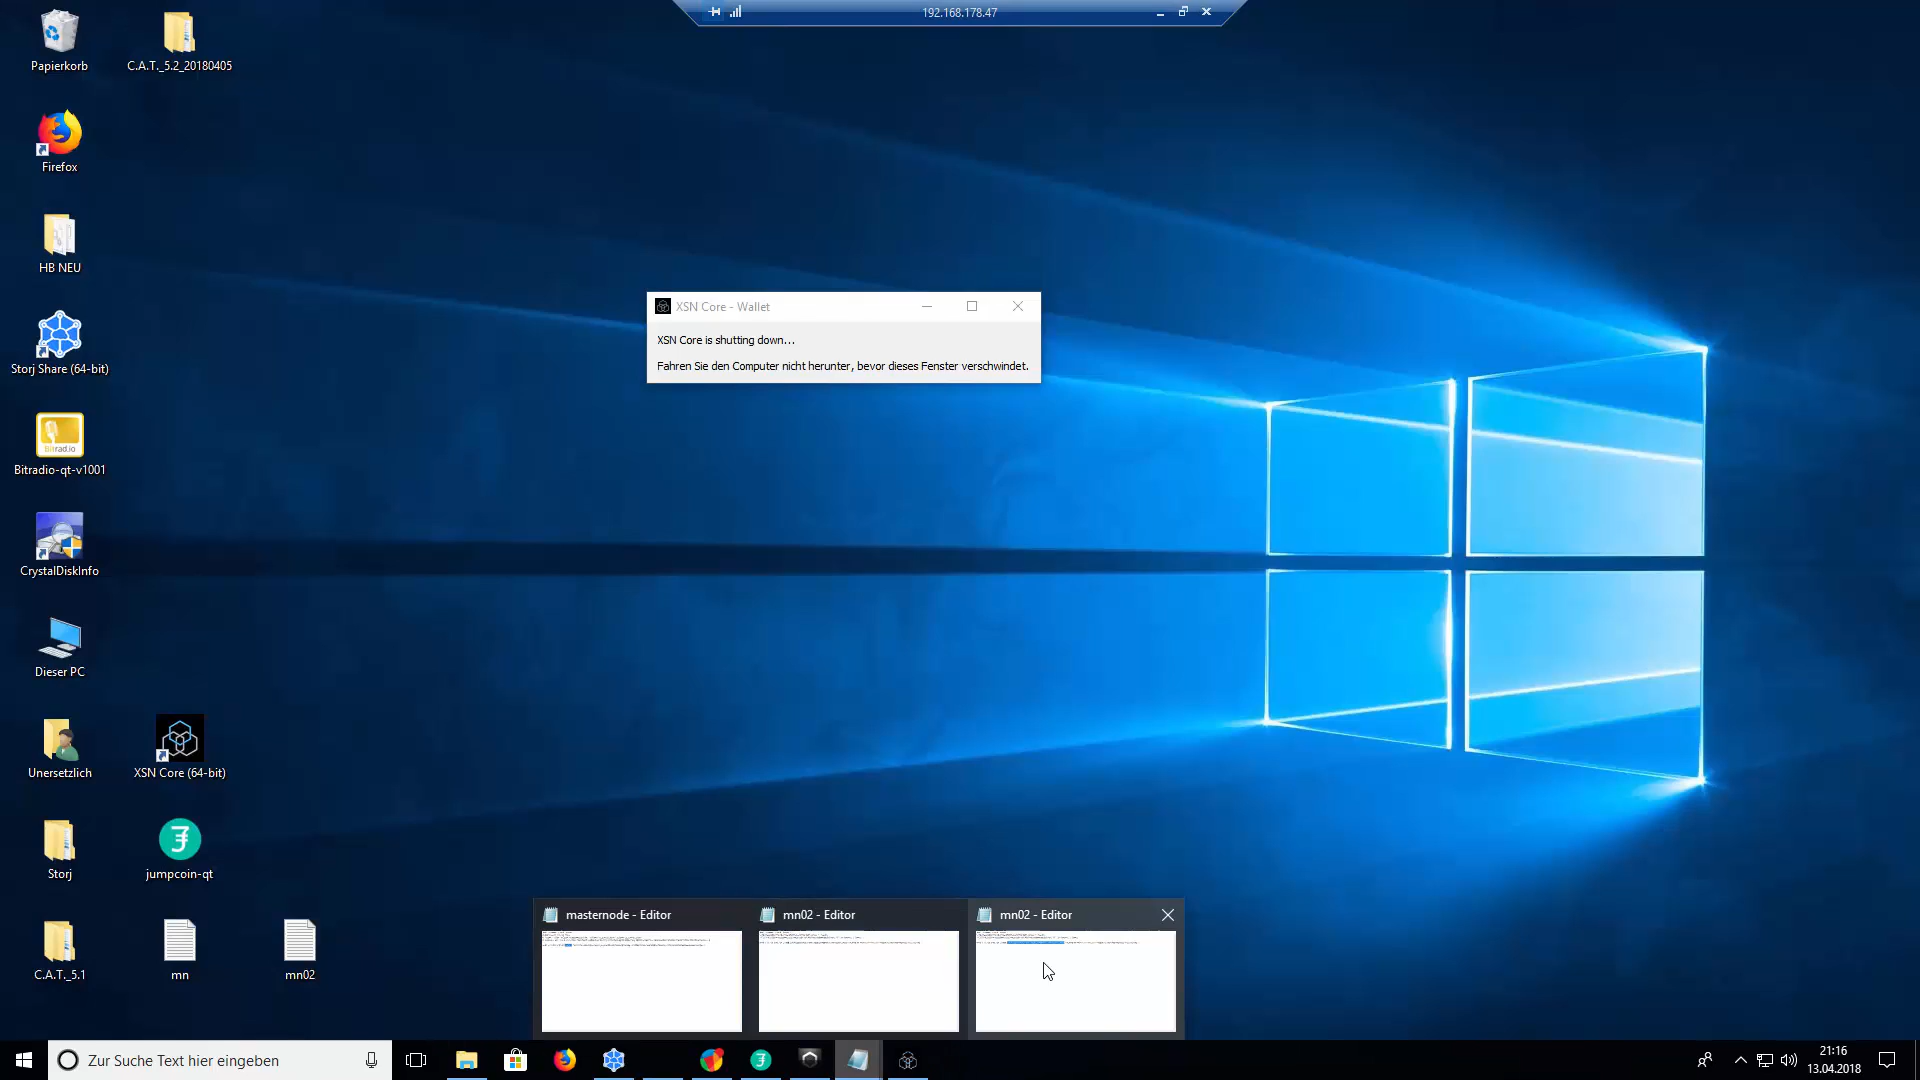 192.168.178.47
Papierkorb
C.A.T._5.2_20180405
Firefox
HB NEU
XSN Core - Wallet
XSN Core is shutting down...
Fahren Sie den Computer nicht herunter, bevor dieses Fenster verschwindet.
Storj Share (64-bit)
Bitrad.io
Bitradio-qt-v1001
CrystalDiskInfo
Dieser PC
Unersetzlich
XSN Core (64-bit)
Storj
jumpcoin-qt
C.A.T._5.1
mn
mn02
masternode - Editor
mn02 - Editor
mn02 - Editor
Zur Suche Text hier eingeben
21:16
13.04.2018